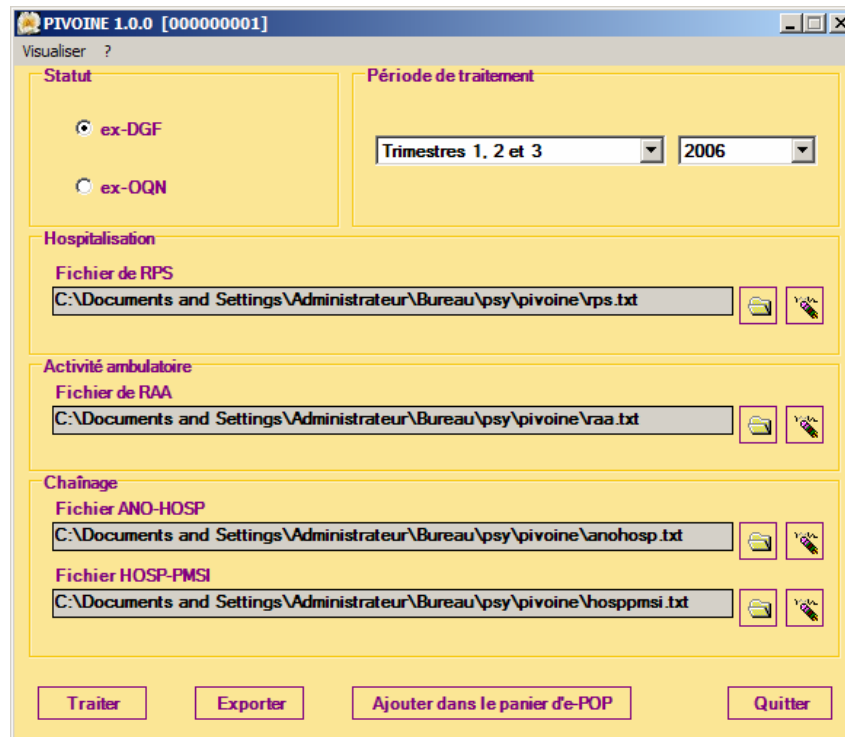 PIVOINE 1.0.0 [000000001]
Visualiser ?
Statut
ex-DGF
ex-OQN
Période de traitement
Trimestres 1, 2 et 3
2006
Hospitalisation
Fichier de RPS
C:\Documents and Settings\Administrateur\Bureau\psy\pivoine\rps.txt
Activité ambulatoire
Fichier de RAA
C:\Documents and Settings\Administrateur\Bureau\psy\pivoine\raa.txt
Chaînage
Fichier ANO-HOSP
C:\Documents and Settings\Administrateur\Bureau\psy\pivoine\anohosp.txt
Fichier HOSP-PMSI
C:\Documents and Settings\Administrateur\Bureau\psy\pivoine\hosppmsi.txt
Traiter
Exporter
Ajouter dans le panier d'e-POP
Quitter